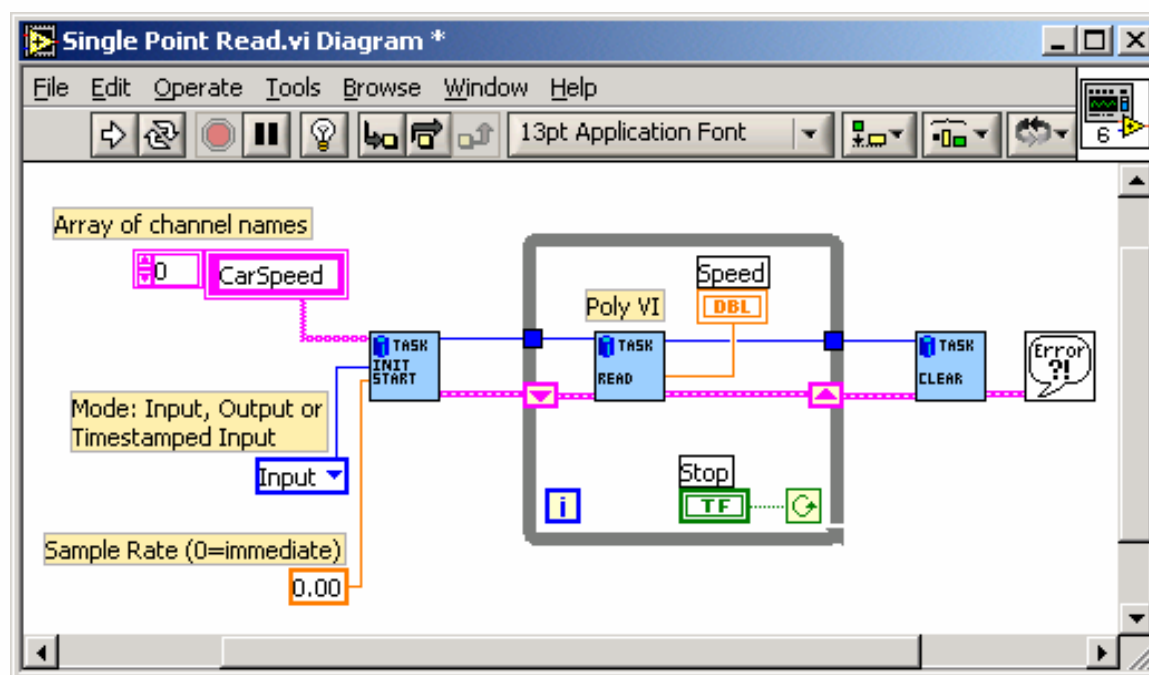 Single Point Read.vi Diagram *
File Edit Operate Tools Browse Window Help
13pt Application Font
6
Array of channel names
0 CarSpeed
Speed
DBL
Poly VI
TASK
INIT
START
TASK
READ
TASK
CLEAR
Error
?!
Mode: Input, Output or
Timestamped Input
Input
Stop
TF
i
Sample Rate (0=immediate)
0.00